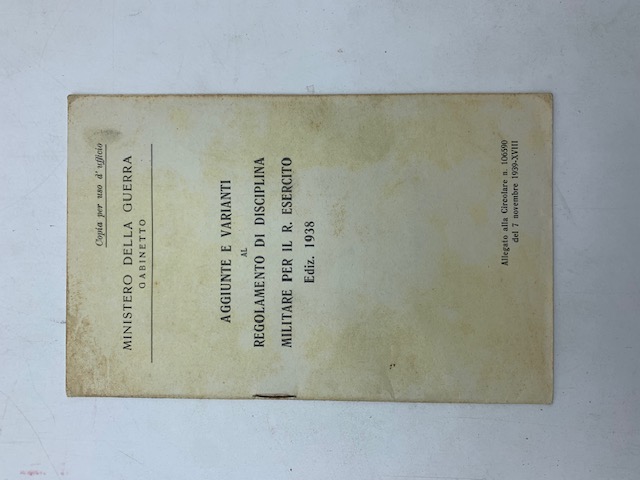 Copia per uso d'ufficio
MINISTERO DELLA GUERRA
GABINETTO
AGGIUNTE E VARIANTI
AL
REGOLAMENTO DI DISCIPLINA
MILITARE PER IL R. ESERCITO
Ediz. 1938
Allegato alla Circolare n. 106590
del 7 novembre 1939-XVIII